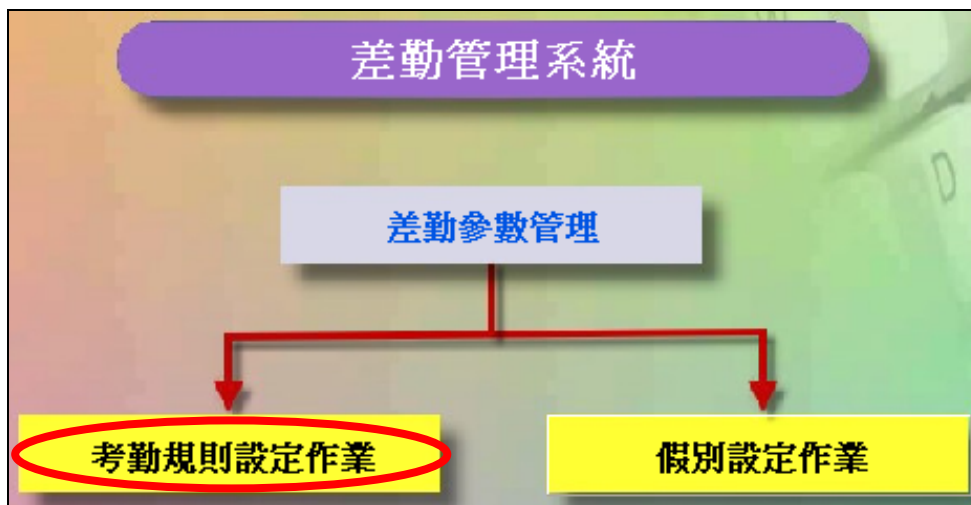 差勤管理系統
差勤參數管理
考勤規則設定作業
假別設定作業
D